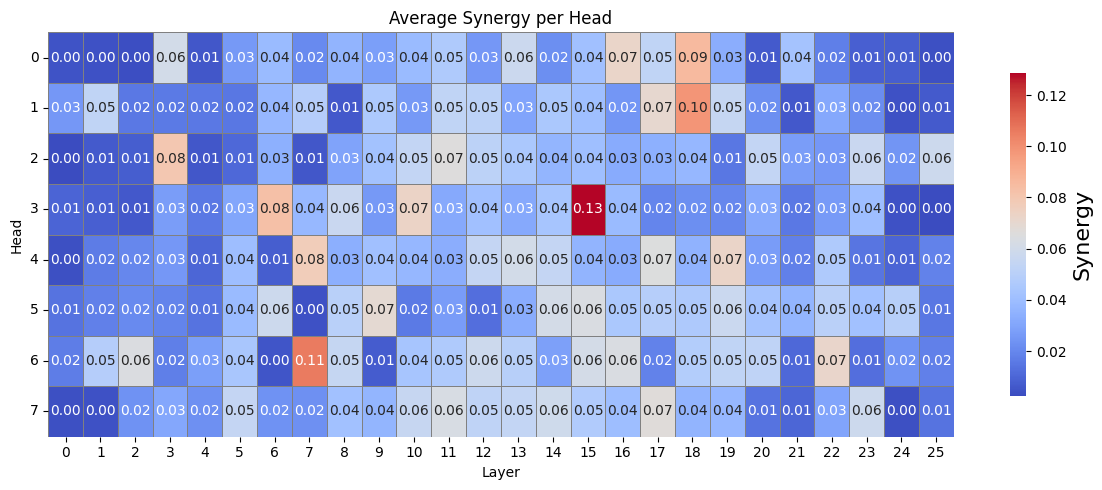 Average Synergy per Head
0 0.00 0.00 0.00 0.06 0.01 0.03 0.04 0.02 0.04 0.03 0.04 0.05 0.03 0.06 0.02 0.04 0.07 0.05 0.09 0.03 0.01 0.04 0.02 0.01 0.01 0.00
1 0.03 0.05 0.02 0.02 0.02 0.02 0.04 0.05 0.01 0.05 0.03 0.05 0.05 0.03 0.05 0.04 0.02 0.07 0.10 0.05 0.02 0.01 0.03 0.02 0.00 0.01
2 0.00 0.01 0.01 0.08 0.01 0.01 0.03 0.01 0.03 0.04 0.05 0.07 0.05 0.04 0.04 0.04 0.03 0.03 0.04 0.01 0.05 0.03 0.03 0.06 0.02 0.06
3 0.01 0.01 0.01 0.03 0.02 0.03 0.08 0.04 0.06 0.03 0.07 0.03 0.04 0.03 0.04 0.13 0.04 0.02 0.02 0.02 0.03 0.02 0.03 0.04 0.00 0.00
4 0.00 0.02 0.02 0.03 0.01 0.04 0.01 0.08 0.03 0.04 0.04 0.03 0.05 0.06 0.05 0.04 0.03 0.07 0.04 0.07 0.03 0.02 0.05 0.01 0.01 0.02
5 0.01 0.02 0.02 0.02 0.01 0.04 0.06 0.00 0.05 0.07 0.02 0.03 0.01 0.03 0.06 0.06 0.05 0.05 0.05 0.06 0.04 0.04 0.05 0.04 0.05 0.01
6 0.02 0.05 0.06 0.02 0.03 0.04 0.00 0.11 0.05 0.01 0.04 0.05 0.06 0.05 0.03 0.06 0.06 0.02 0.05 0.05 0.05 0.01 0.07 0.01 0.02 0.02
7 0.00 0.00 0.02 0.03 0.02 0.05 0.02 0.02 0.04 0.04 0.06 0.06 0.05 0.05 0.06 0.05 0.04 0.07 0.04 0.04 0.01 0.01 0.03 0.06 0.00 0.01
0 1 2 3 4 5 6 7 8 9 10 11 12 13 14 15 16 17 18 19 20 21 22 23 24 25
Layer
Head
0.12
0.10
0.08
0.06
0.04
0.02
Synergy